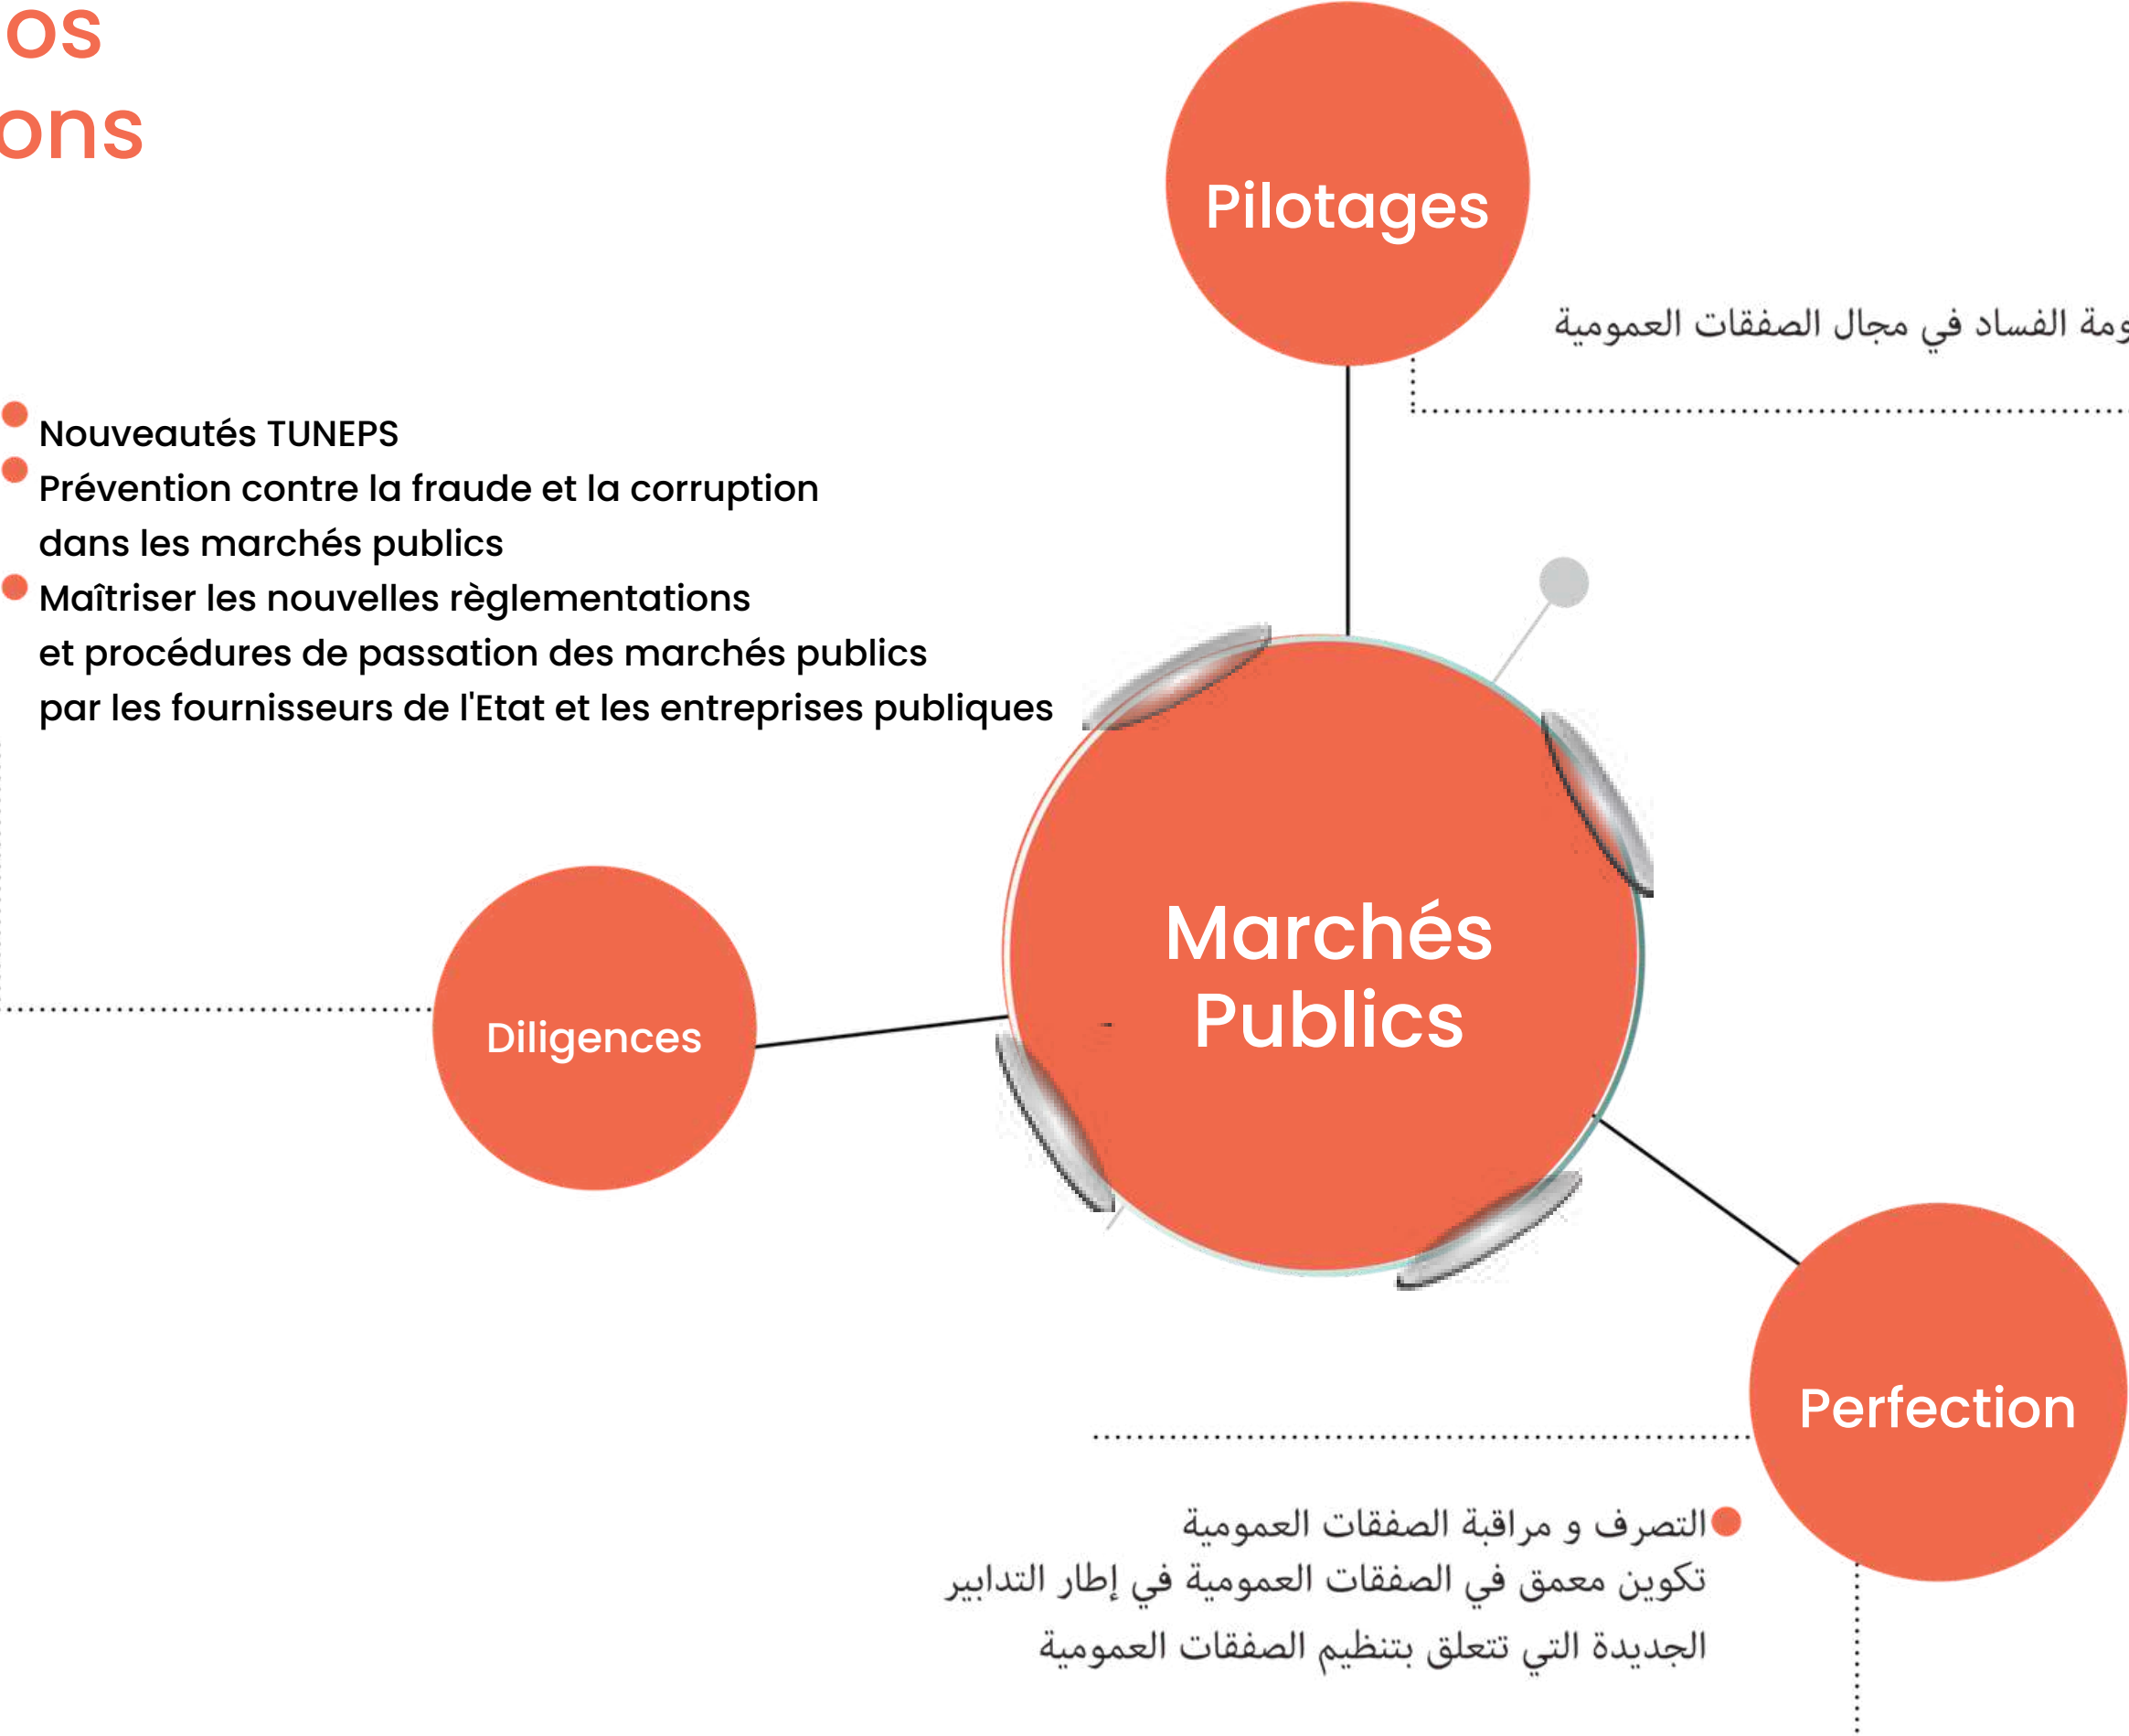 os
ons
Pilotages
الفساد في مجال الصفقات العمومية
Nouveautés TUNEPS
Prévention contre la fraude et la corruption
dans les marchés publics
Maîtriser les nouvelles règlementations
et procédures de passation des marchés publics
par les fournisseurs de l'Etat et les entreprises publiques
Marchés
Publics
Diligences
Perfection
التصرف و مراقبة الصفقات العمومية
تكوين معمق في الصفقات العمومية في إطار التدابير
الجديدة التي تتعلق بتنظيم الصفقات العمومية